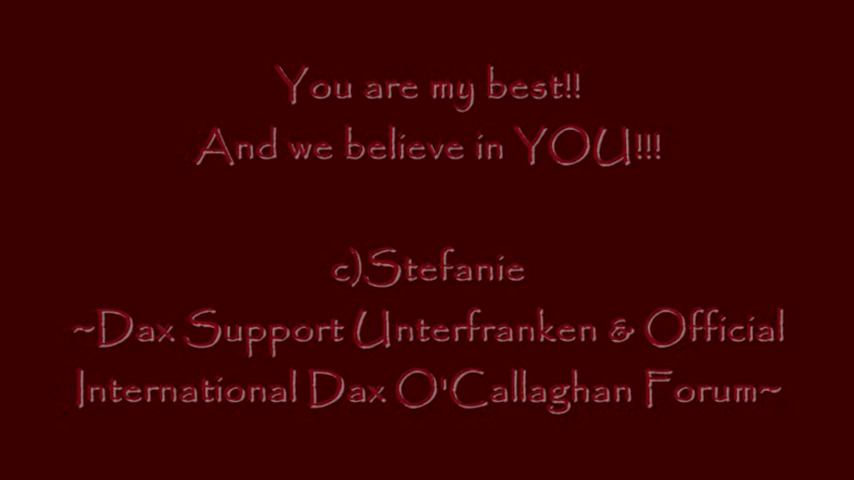 You are my best!!
And we believe in YOU!!!
c)Stefanie
~Dax Support Unterfranken & Official
International Dax O'Callaghan Forum~